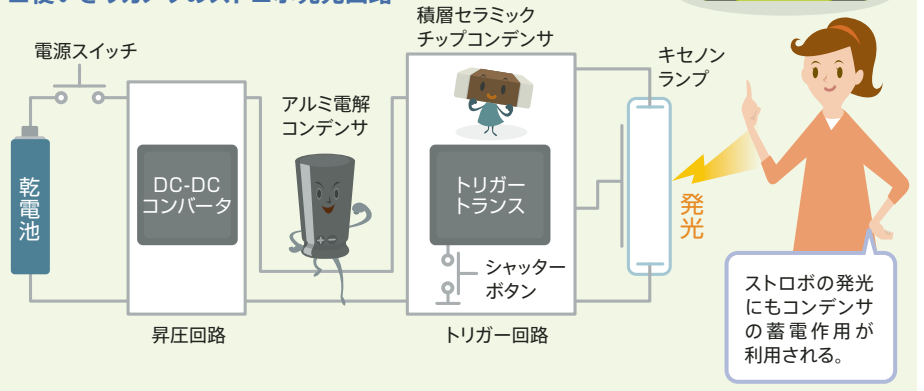 電源スイッチ
乾電池
DC-DC
コンバータ
昇圧回路
アルミ電解
コンデンサ
積層セラミック
チップコンデンサ
トリガー
トランス
シャッター
ボタン
トリガー回路
キセノン
ランプ
発光
ストロボの発光
にもコンデンサ
の蓄電作用が
利用される。